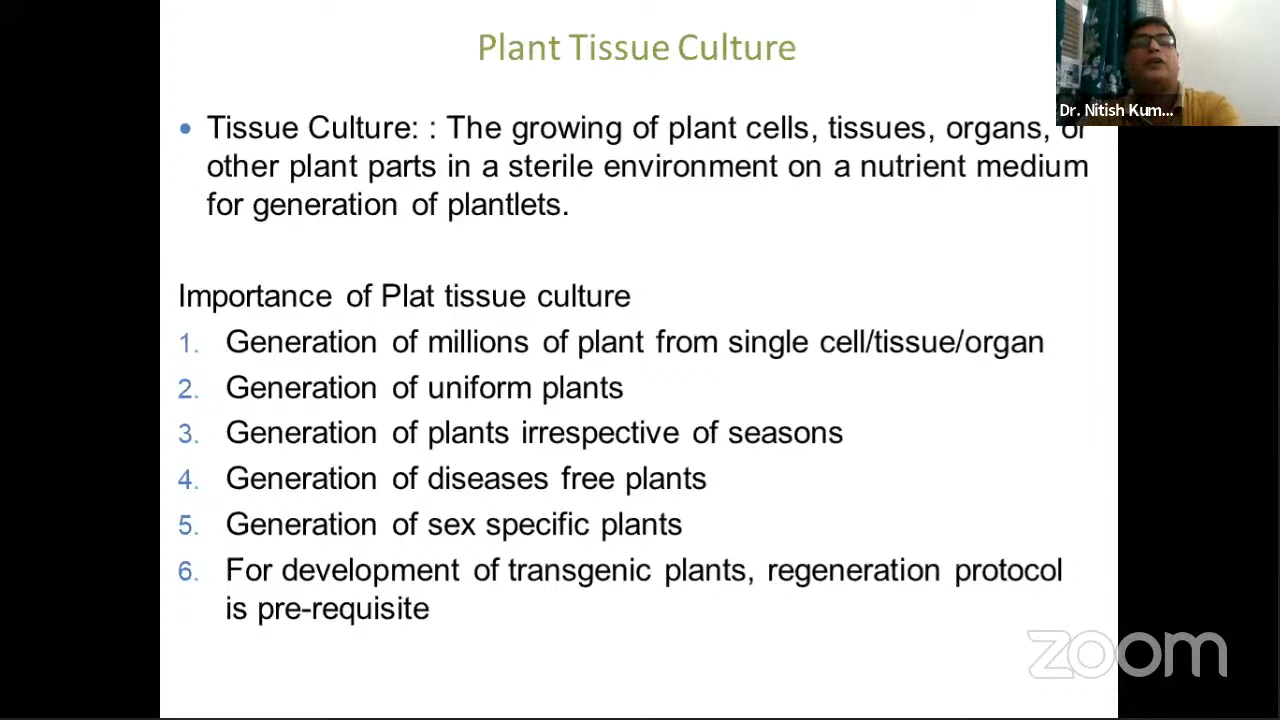 Plant Tissue Culture
Dr. Nitish Kum...
• Tissue Culture: : The growing of plant cells, tissues, organs, or
other plant parts in a sterile environment on a nutrient medium
for generation of plantlets.
Importance of Plat tissue culture
1. Generation of millions of plant from single cell/tissue/organ
2. Generation of uniform plants
3. Generation of plants irrespective of seasons
4. Generation of diseases free plants
5. Generation of sex specific plants
6. For development of transgenic plants, regeneration protocol
is pre-requisite
zoom